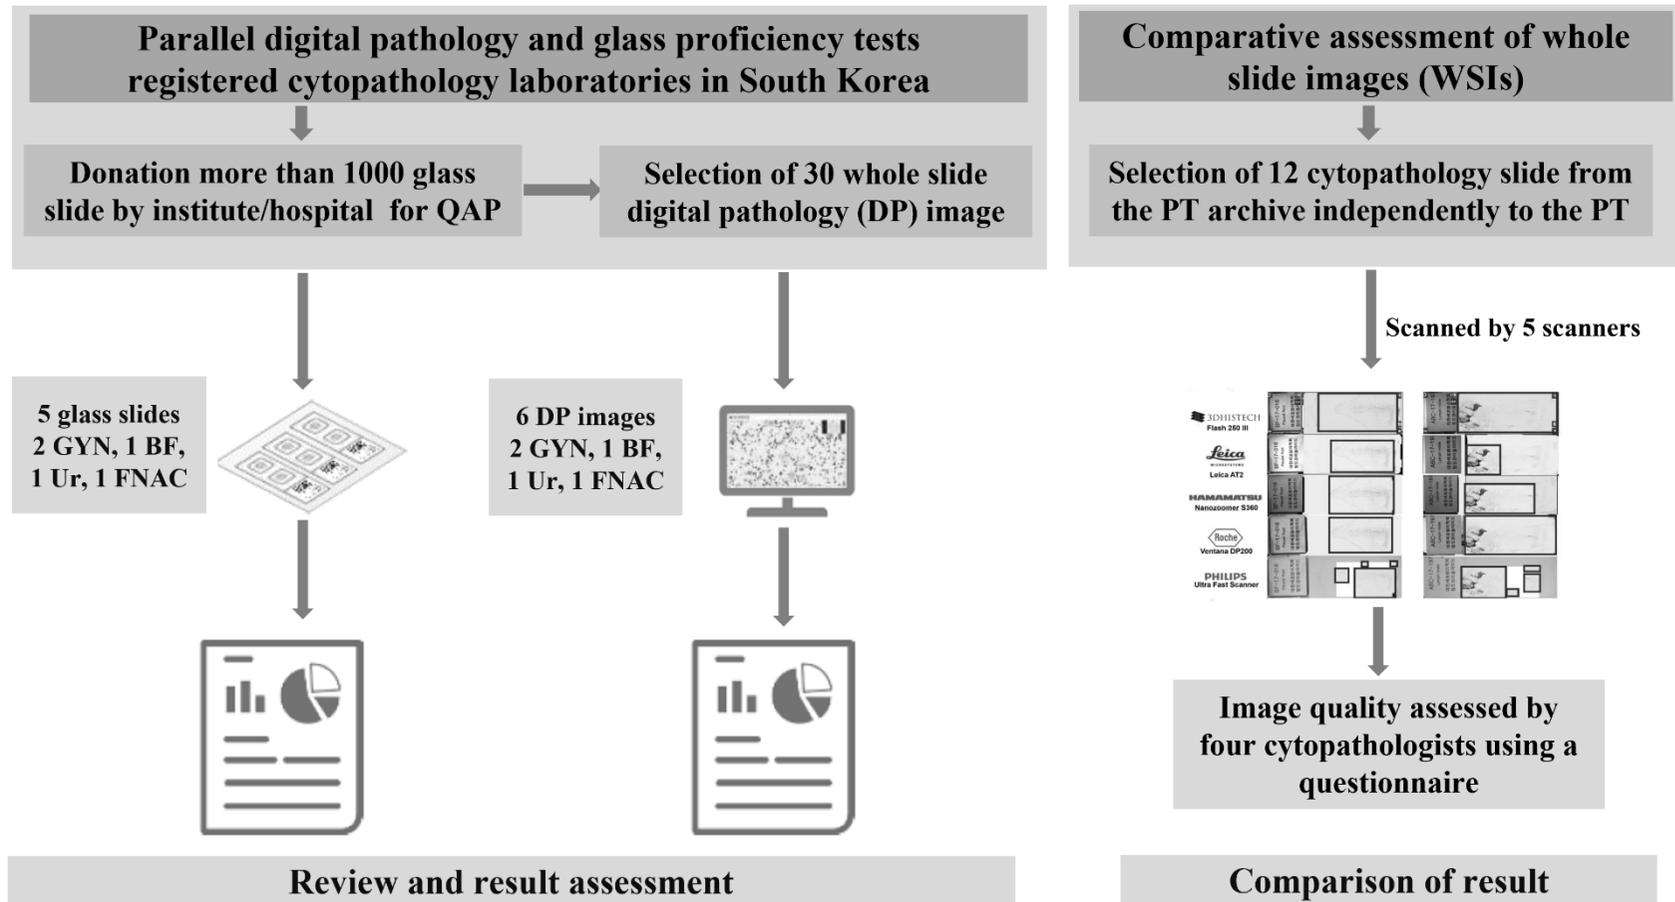 Parallel digital pathology and glass proficiency tests
registered cytopathology laboratories in South Korea
Donation more than 1000 glass
slide by institute/hospital for QAP
Selection of 30 whole slide
digital pathology (DP) image
5 glass slides
2 GYN, 1 BF,
1 Ur, 1 FNAC
6 DP images
2 GYN, 1 BF,
1 Ur, 1 FNAC
Review and result assessment
Comparative assessment of whole
slide images (WSIs)
Selection of 12 cytopathology slide from
the PT archive independently to the PT
Scanned by 5 scanners
3DHISTECH
Flash 250 III
Leica
MICROSYSTEMS
Leica AT2
HAMAMATSU
Nanozoomer S360
Roche
Ventana DP200
PHILIPS
Ultra Fast Scanner
Image quality assessed by
four cytopathologists using a
questionnaire
Comparison of result